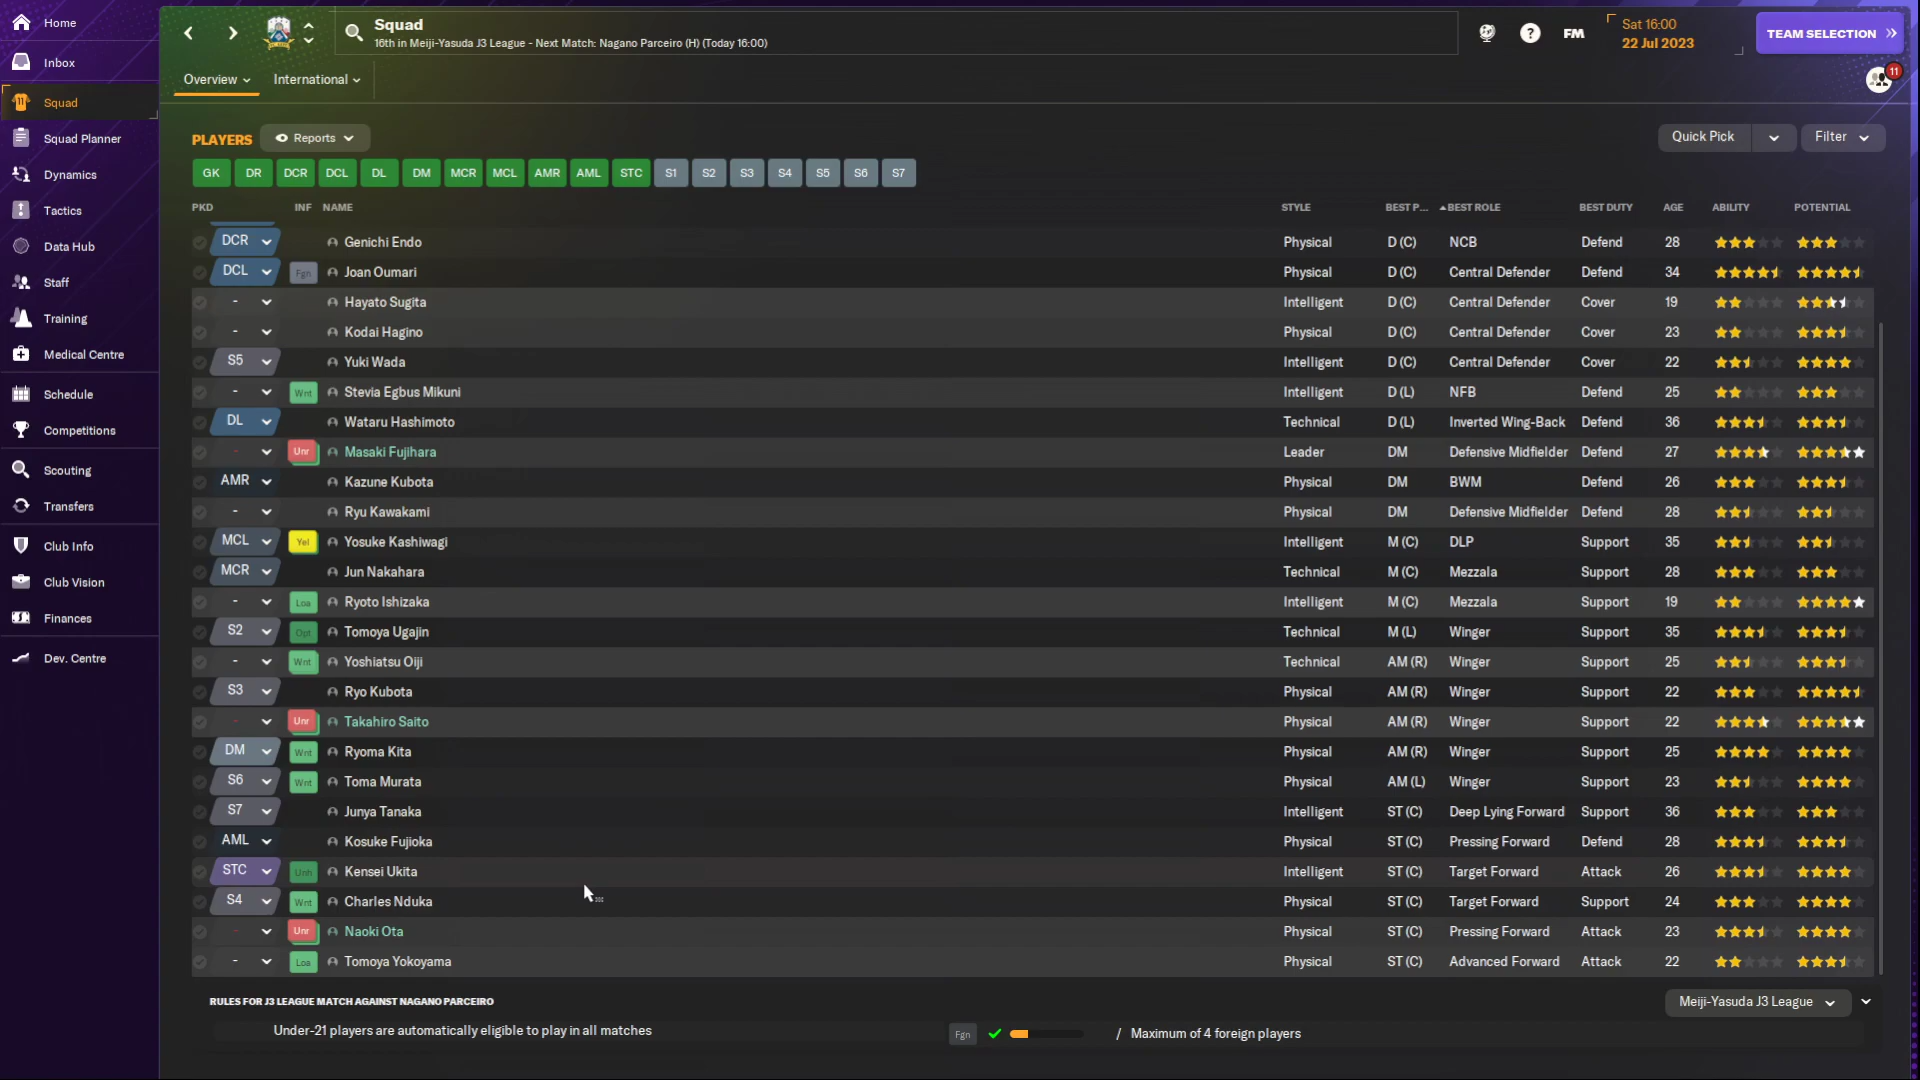 Home
Inbox
Squad
Squad Planner
Dynamics
Tactics
Data Hub
Staff
Training
Medical Centre
Schedule
Competitions
Scouting
Transfers
Club Info
Club Vision
Finances
Dev. Centre
Squad
16th in Meiji-Yasuda J3 League - Next Match: Nagano Parceiro (H) (Today 16:00)
FM
Sat 16:00
22 Jul 2023
TEAM SELECTION
Overview International
11
PLAYERS Reports Quick Pick Filter
GK DR DCR DCL DL DM MCR MCL AMR AML STC S1 S2 S3 S4 S5 S6 S7
PKD INF NAME STYLE BEST P... BEST ROLE BEST DUTY AGE ABILITY POTENTIAL
DCR Genichi Endo Physical D (C) NCB Defend 28
DCL Fgn Joan Oumari Physical D (C) Central Defender Defend 34
- Hayato Sugita Intelligent D (C) Central Defender Cover 19
- Kodai Hagino Physical D (C) Central Defender Cover 23
S5 Yuki Wada Intelligent D (C) Central Defender Cover 22
- Wnt Stevia Egbus Mikuni Intelligent D (L) NFB Defend 25
DL Wataru Hashimoto Technical D (L) Inverted Wing-Back Defend 36
- Unr Masaki Fujihara Leader DM Defensive Midfielder Defend 27
AMR Kazune Kubota Physical DM BWM Defend 26
- Ryu Kawakami Physical DM Defensive Midfielder Defend 28
MCL Yel Yosuke Kashiwagi Intelligent M (C) DLP Support 35
MCR Jun Nakahara Technical M (C) Mezzala Support 28
- Loa Ryoto Ishizaka Intelligent M (C) Mezzala Support 19
S2 Opt Tomoya Ugajin Technical M (L) Winger Support 35
- Wnt Yoshiatsu Oiji Technical AM (R) Winger Support 25
S3 Ryo Kubota Physical AM (R) Winger Support 22
- Unr Takahiro Saito Physical AM (R) Winger Support 22
DM Wnt Ryoma Kita Physical AM (R) Winger Support 25
S6 Wnt Toma Murata Physical AM (L) Winger Support 23
S7 Junya Tanaka Intelligent ST (C) Deep Lying Forward Support 36
AML Kosuke Fujioka Physical ST (C) Pressing Forward Defend 28
STC Unh Kensei Ukita Intelligent ST (C) Target Forward Attack 26
S4 Wnt Charles Nduka Physical ST (C) Target Forward Support 24
- Unr Naoki Ota Physical ST (C) Pressing Forward Attack 23
- Loa Tomoya Yokoyama Physical ST (C) Advanced Forward Attack 22
RULES FOR J3 LEAGUE MATCH AGAINST NAGANO PARCEIRO Meiji-Yasuda J3 League
Under-21 players are automatically eligible to play in all matches Fgn / Maximum of 4 foreign players